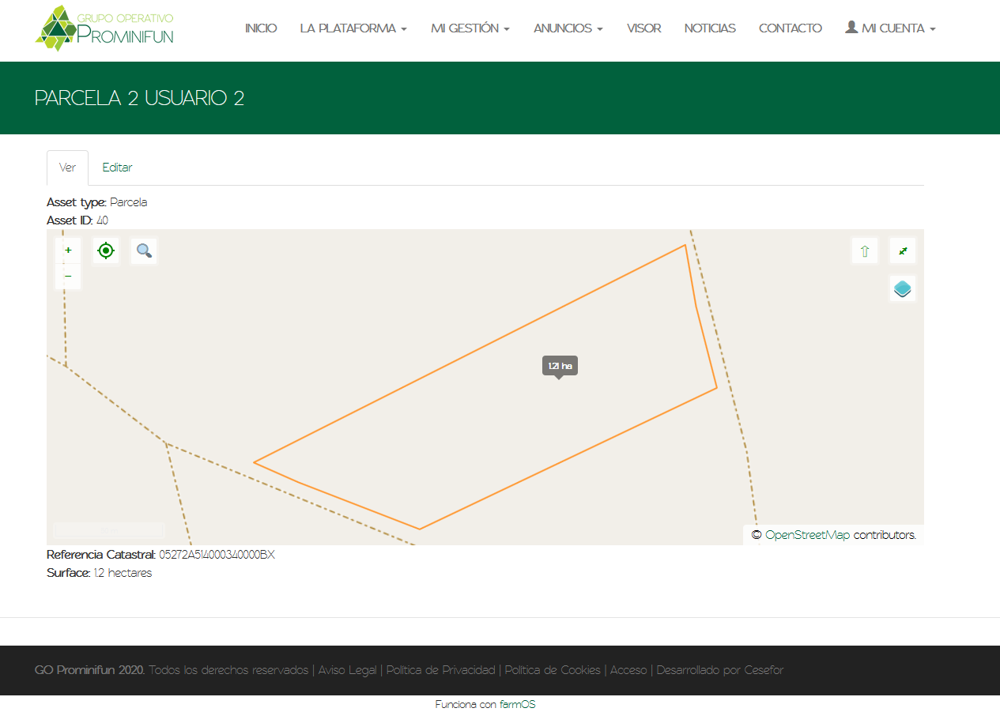 GRUPO OPERATIVO
PROMINIFUN
INICIO LA PLATAFORMA MI GESTIÓN ANUNCIOS VISOR NOTICIAS CONTACTO MI CUENTA
PARCELA 2 USUARIO 2
Ver Editar
Asset type: Parcela
Asset ID: 40
+
−
1.21 ha
© OpenStreetMap contributors.
Referencia Catastral: 05272A514000340000BX
Surface: 1.2 hectares
GO Prominifun 2020. Todos los derechos reservados | Aviso Legal | Política de Privacidad | Política de Cookies | Acceso | Desarrollado por Cesefor
Funciona con farmOS